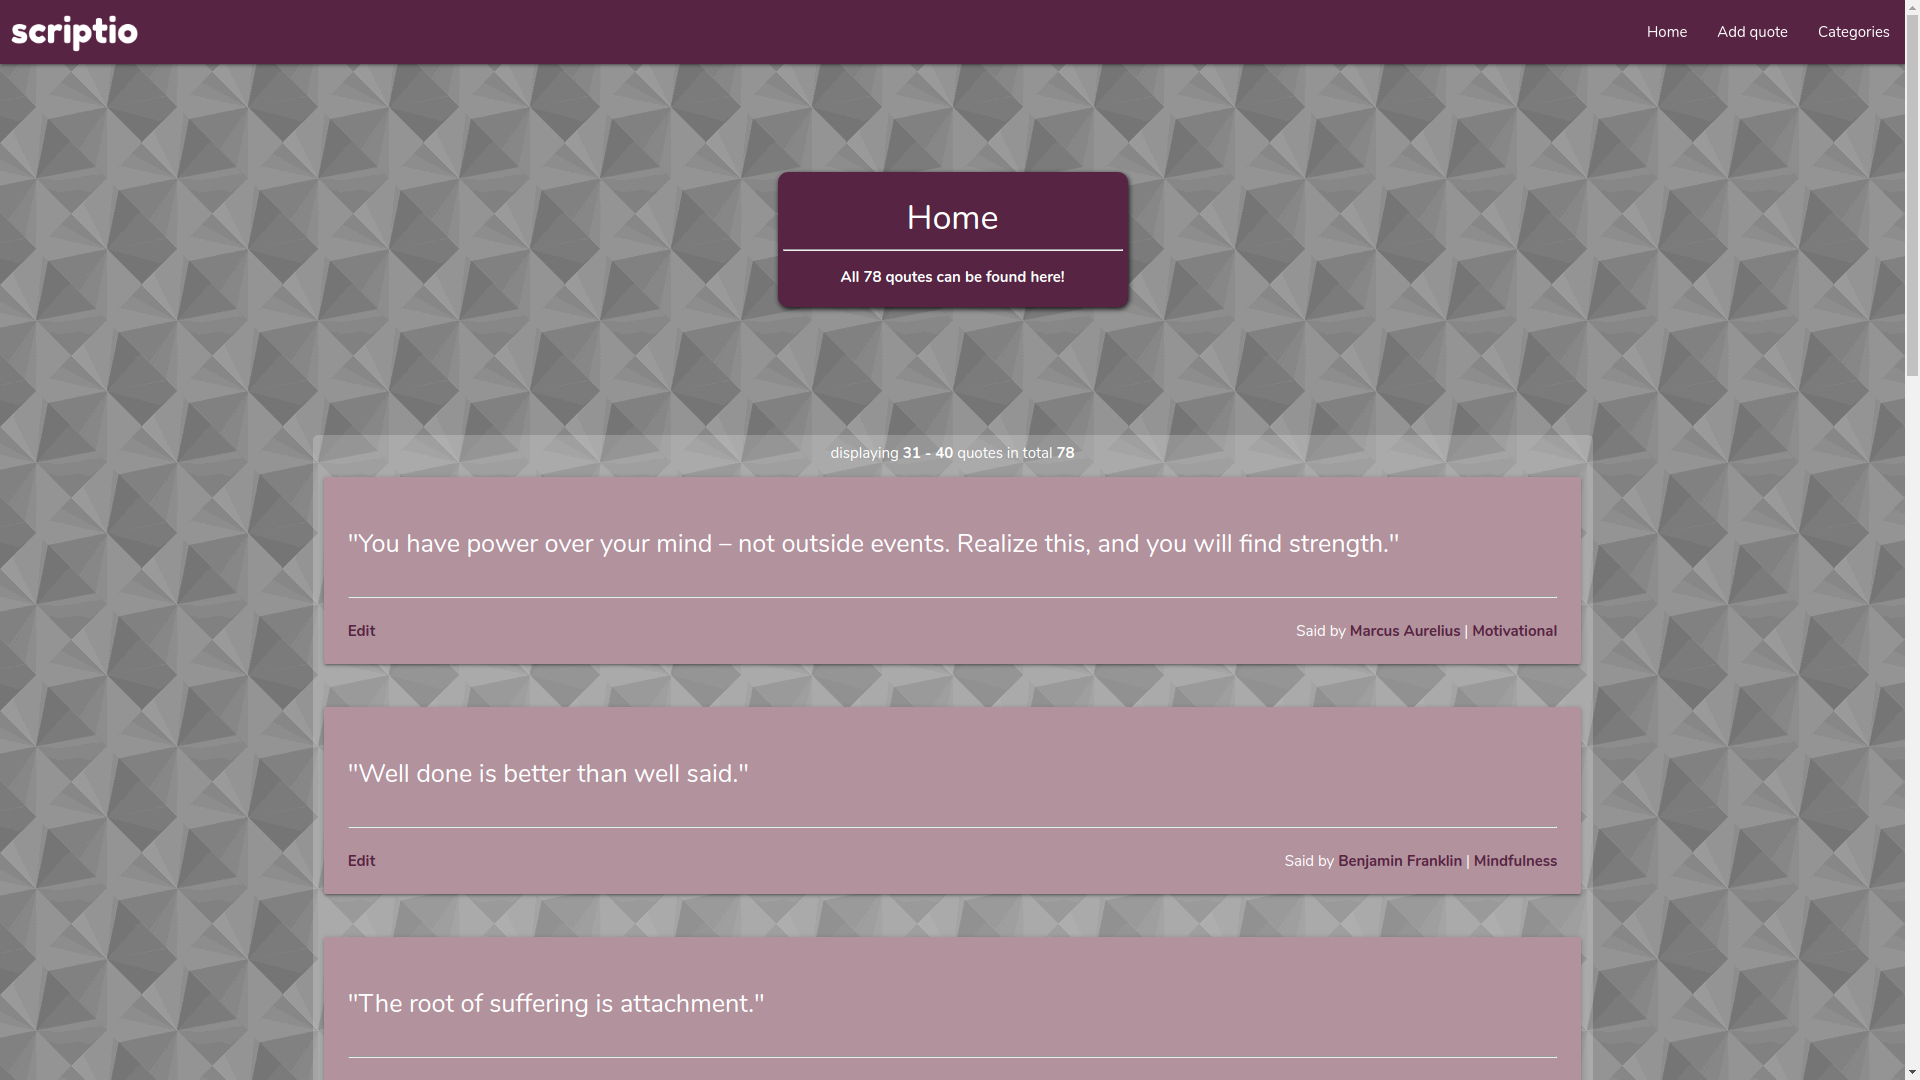 scriptio
Home
Add quote
Categories
Home
All 78 qoutes can be found here!
displaying 31 - 40 quotes in total 78
"You have power over your mind – not outside events. Realize this, and you will find strength."
Edit
Said by Marcus Aurelius | Motivational
"Well done is better than well said."
Edit
Said by Benjamin Franklin | Mindfulness
"The root of suffering is attachment."